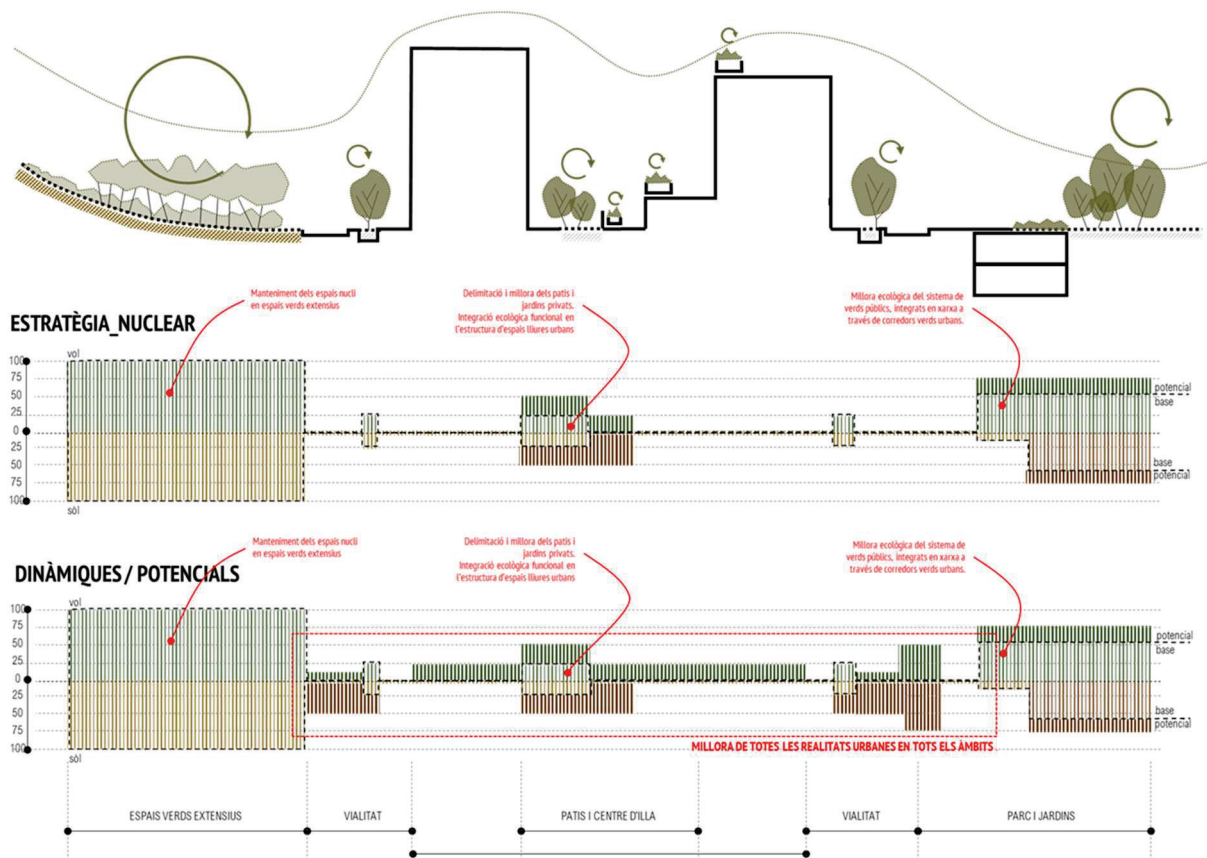 Manteniment dels espais nucli
en espais verds extensius
Delimitació i millora dels patis i
jardins privats.
Integració ecològica funcional en
l'estructura d'espais lliures urbans
Millora ecològica del sistema de
verds públics, integrats en xarxa a
través de corredors verds urbans.
ESTRATÈGIA_NUCLEAR
vol
100
75
50
25
0
25
50
75
100
sòl
potencial
base
base
potencial
Manteniment dels espais nucli
en espais verds extensius
Delimitació i millora dels patis i
jardins privats.
Integració ecològica funcional en
l'estructura d'espais lliures urbans
Millora ecològica del sistema de
verds públics, integrats en xarxa a
través de corredors verds urbans.
DINÀMIQUES / POTENCIALS
vol
100
75
50
25
0
25
50
75
100
sòl
potencial
base
base
potencial
MILLORA DE TOTES LES REALITATS URBANES EN TOTS ELS ÀMBITS
ESPAIS VERDS EXTENSIUS
VIALITAT
PATIS I CENTRE D'ILLA
VIALITAT
PARC I JARDINS